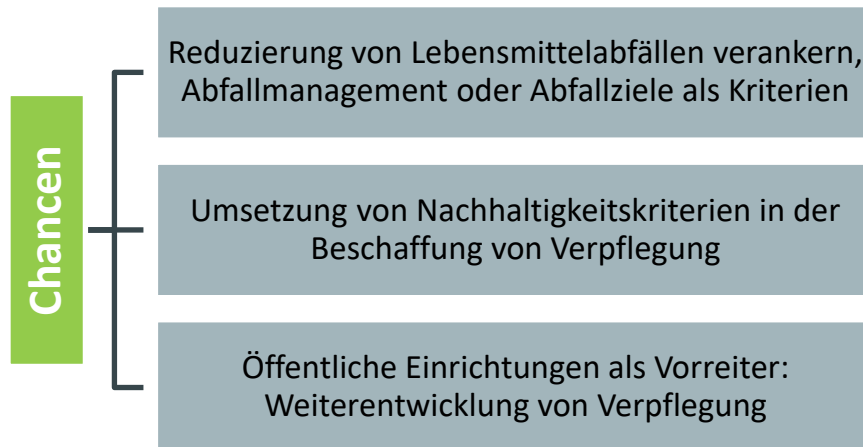 Chancen
Reduzierung von Lebensmittelabfällen verankern,
Abfallmanagement oder Abfallziele als Kriterien
Umsetzung von Nachhaltigkeitskriterien in der
Beschaffung von Verpflegung
Öffentliche Einrichtungen als Vorreiter:
Weiterentwicklung von Verpflegung